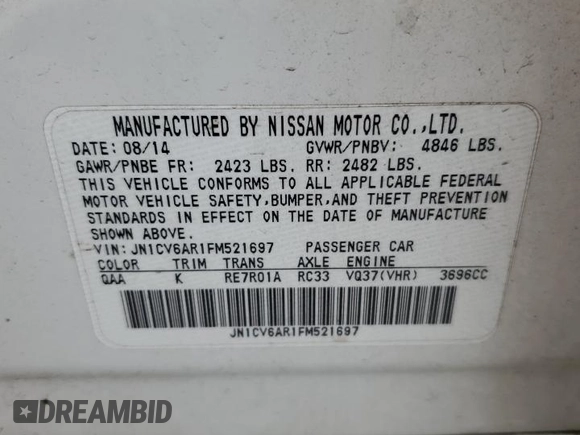 MANUFACTURED BY NISSAN MOTOR CO.,LTD.
DATE: 08/14 GVWR/PNBV: 4846 LBS.
GAWR/PNBE FR: 2423 LBS. RR: 2482 LBS.
THIS VEHICLE CONFORMS TO ALL APPLICABLE FEDERAL
MOTOR VEHICLE SAFETY,BUMPER,AND THEFT PREVENTION
STANDARDS IN EFFECT ON THE DATE OF MANUFACTURE
SHOWN ABOVE.
VIN: JN1CV6AR1FM521697 PASSENGER CAR
COLOR TRIM TRANS AXLE ENGINE
QAA K RE7R01A RC33 VQ37(VHR) 3696CC
JN1CV6AR1FM521697
DREAMBID